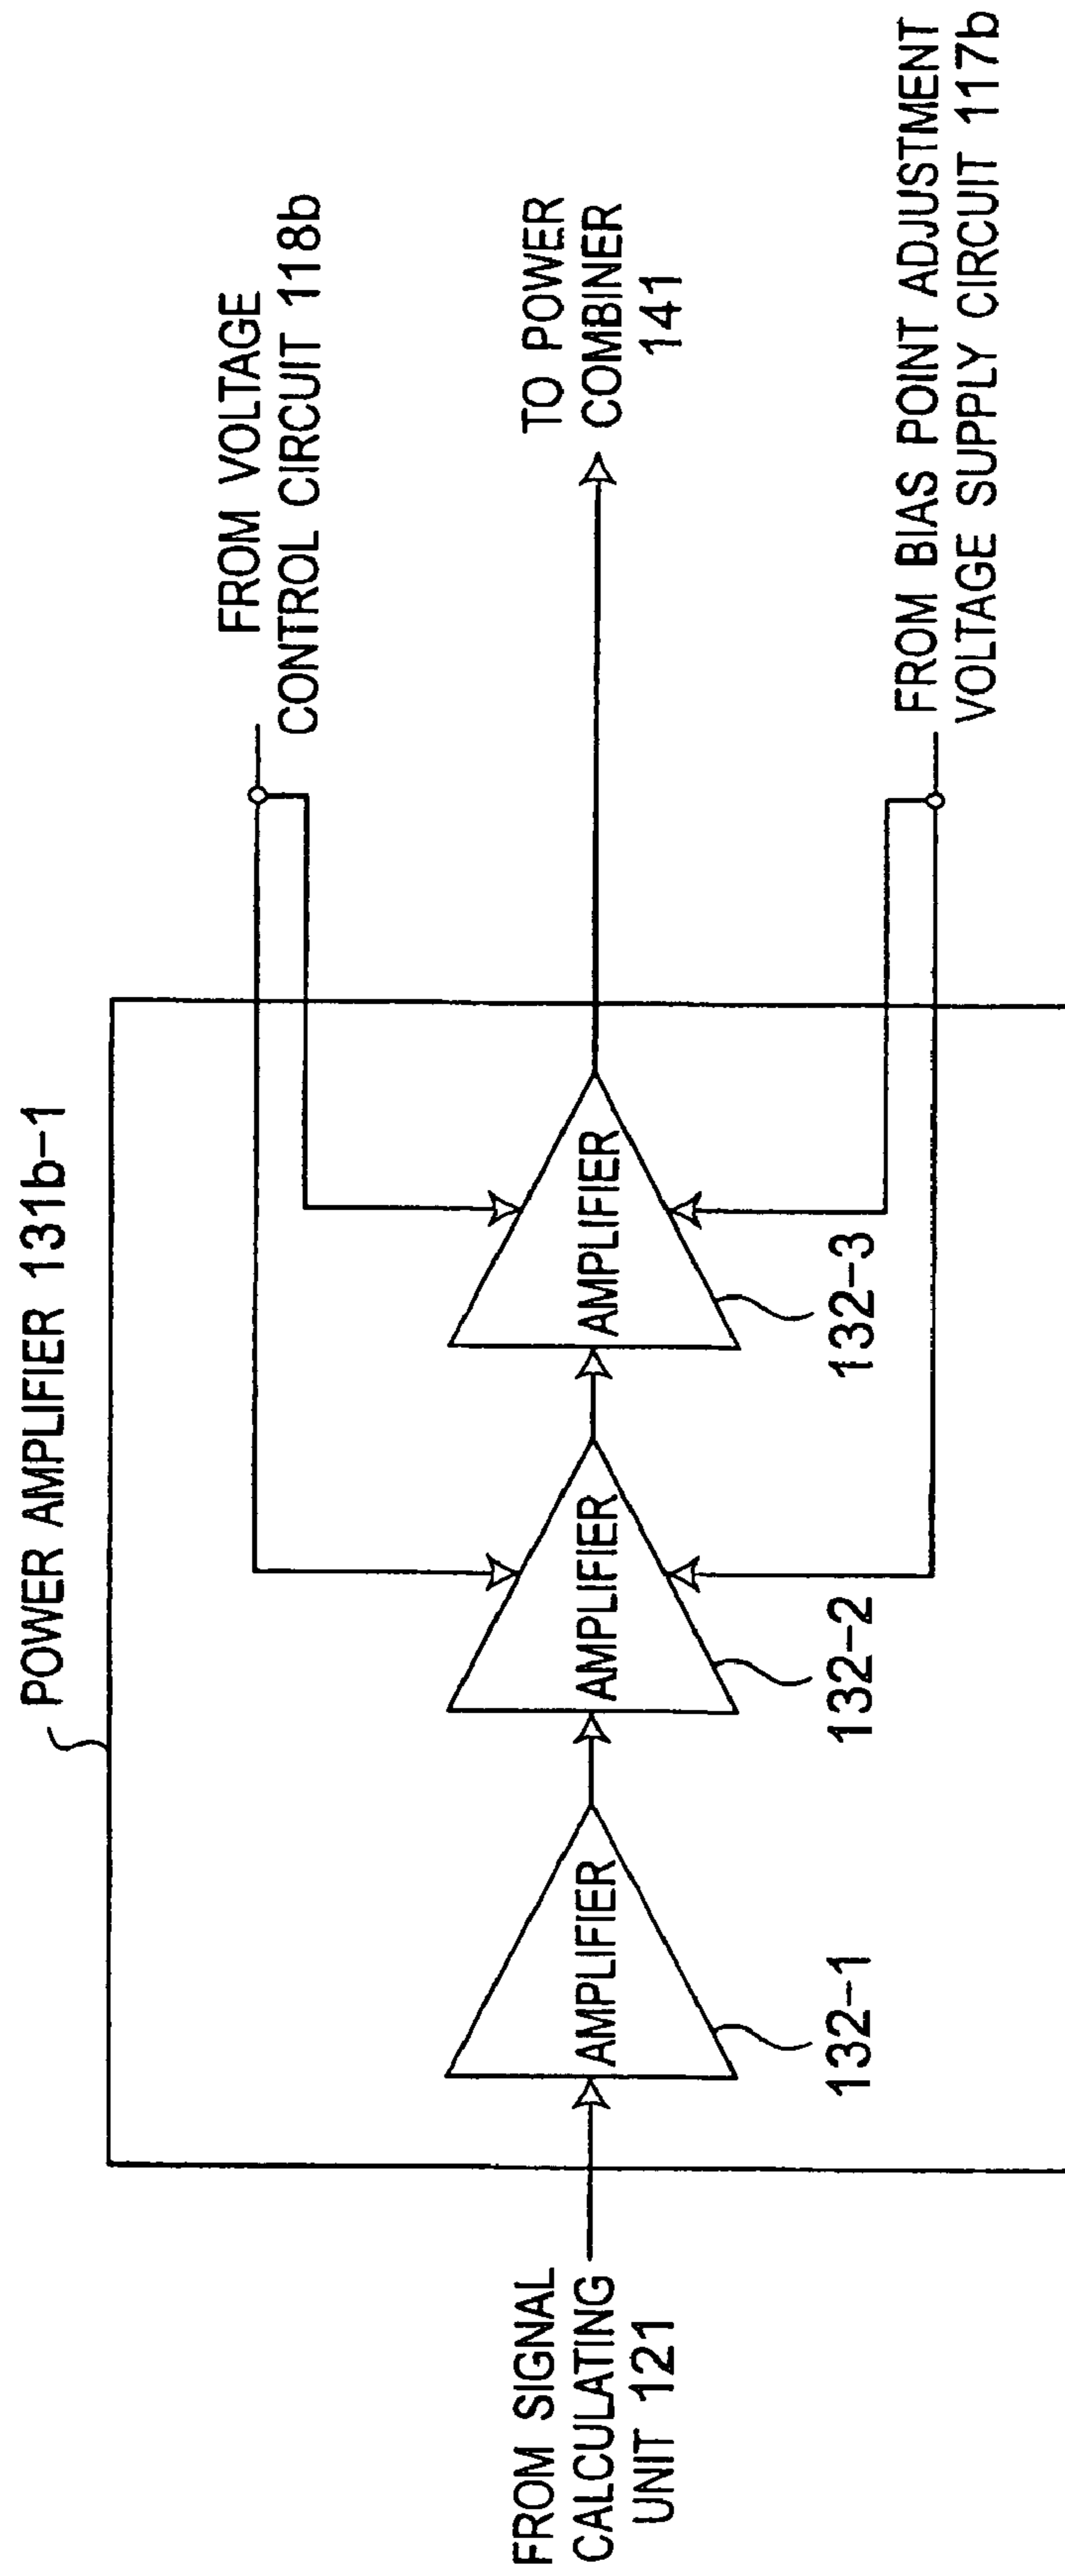 POWER AMPLIFIER 131b-1
FROM VOLTAGE
CONTROL CIRCUIT 118b
FROM SIGNAL
CALCULATING
UNIT 121
AMPLIFIER
AMPLIFIER
AMPLIFIER
TO POWER
COMBINER
141
132-1
132-2
132-3
FROM BIAS POINT ADJUSTMENT
VOLTAGE SUPPLY CIRCUIT 117b